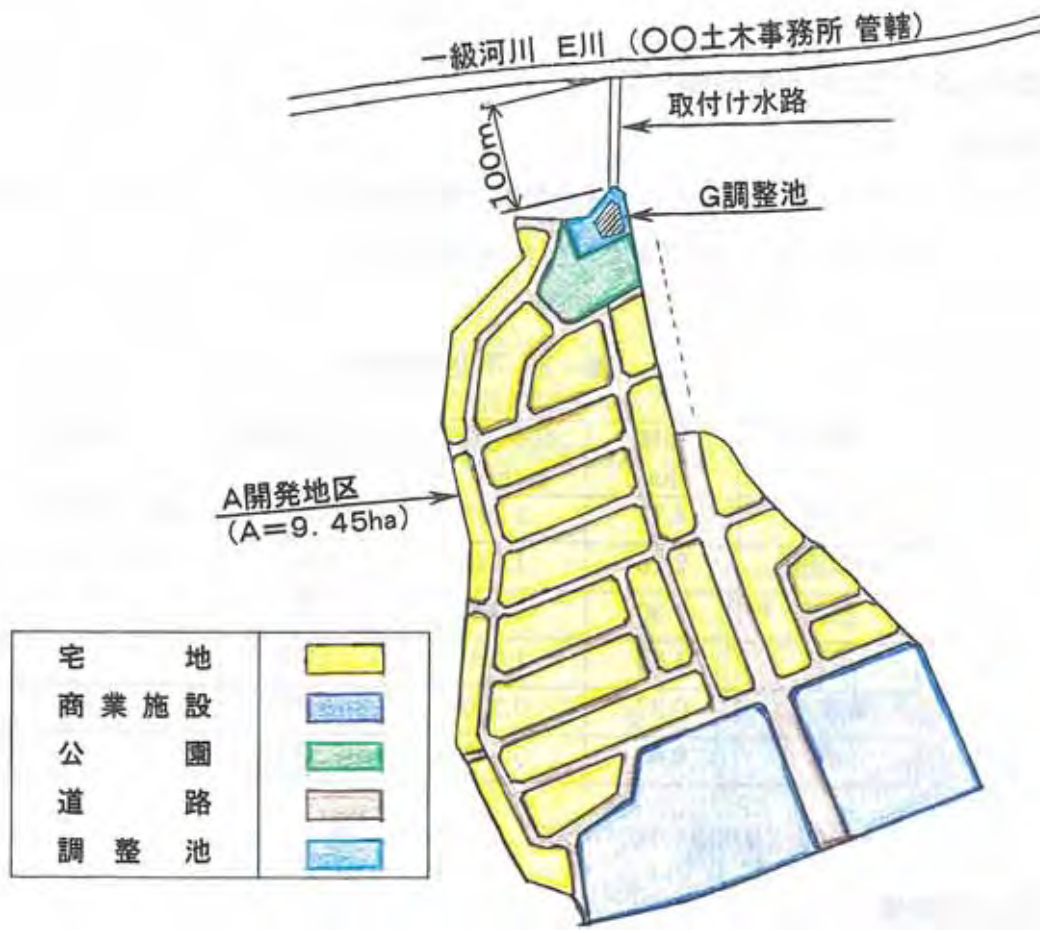 一級河川 E川 (〇〇土木事務所 管轄)
取付け水路
100m
G調整池
A開発地区
(A=9.45ha)
宅地
商業施設
公園
道路
調整池